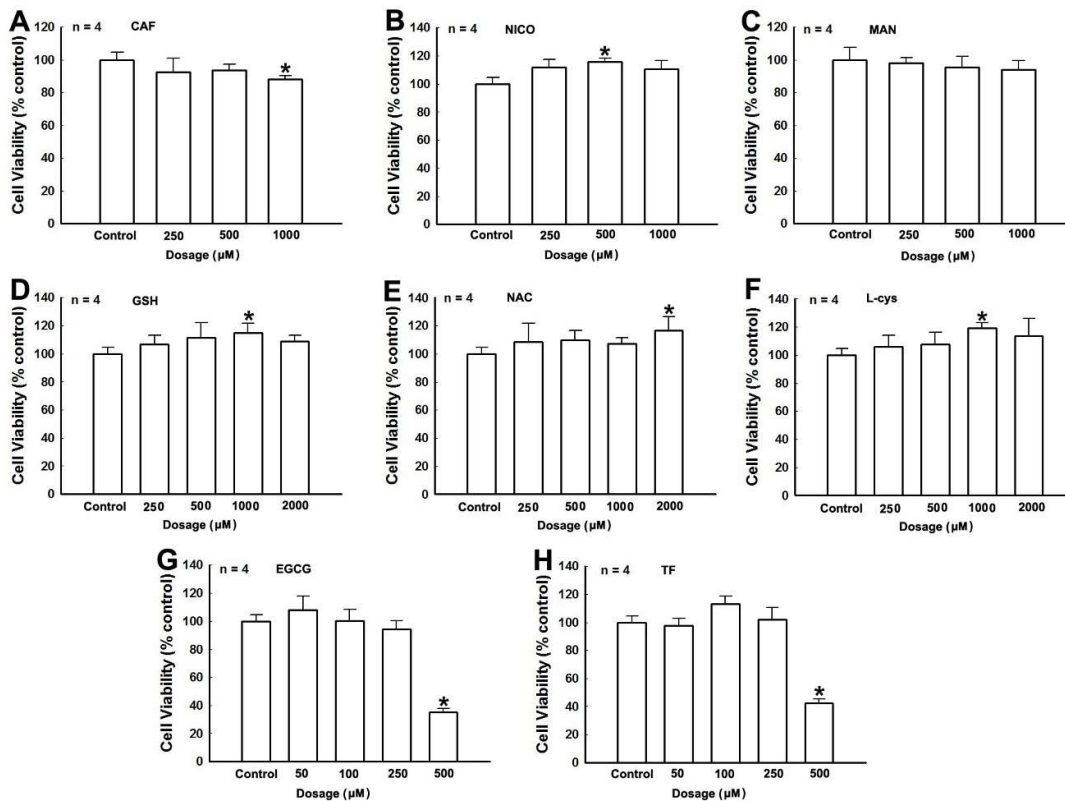 A
n = 4 CAF
Cell Viability (% control)
120
100
80
60
40
20
0
*
Control 250 500 1000
Dosage (µM)
B
n = 4 NICO
Cell Viability (% control)
140
120
100
80
60
40
20
0
*
Control 250 500 1000
Dosage (µM)
C
n = 4 MAN
Cell Viability (% control)
120
100
80
60
40
20
0
Control 250 500 1000
Dosage (µM)
D
n = 4 GSH
Cell Viability (% control)
140
120
100
80
60
40
20
0
*
Control 250 500 1000 2000
Dosage (µM)
E
n = 4 NAC
Cell Viability (% control)
140
120
100
80
60
40
20
0
*
Control 250 500 1000 2000
Dosage (µM)
F
n = 4 L-cys
Cell Viability (% control)
140
120
100
80
60
40
20
0
*
Control 250 500 1000 2000
Dosage (µM)
G
n = 4 EGCG
Cell Viability (% control)
140
120
100
80
60
40
20
0
*
Control 50 100 250 500
Dosage (µM)
H
n = 4 TF
Cell Viability (% control)
140
120
100
80
60
40
20
0
*
Control 50 100 250 500
Dosage (µM)